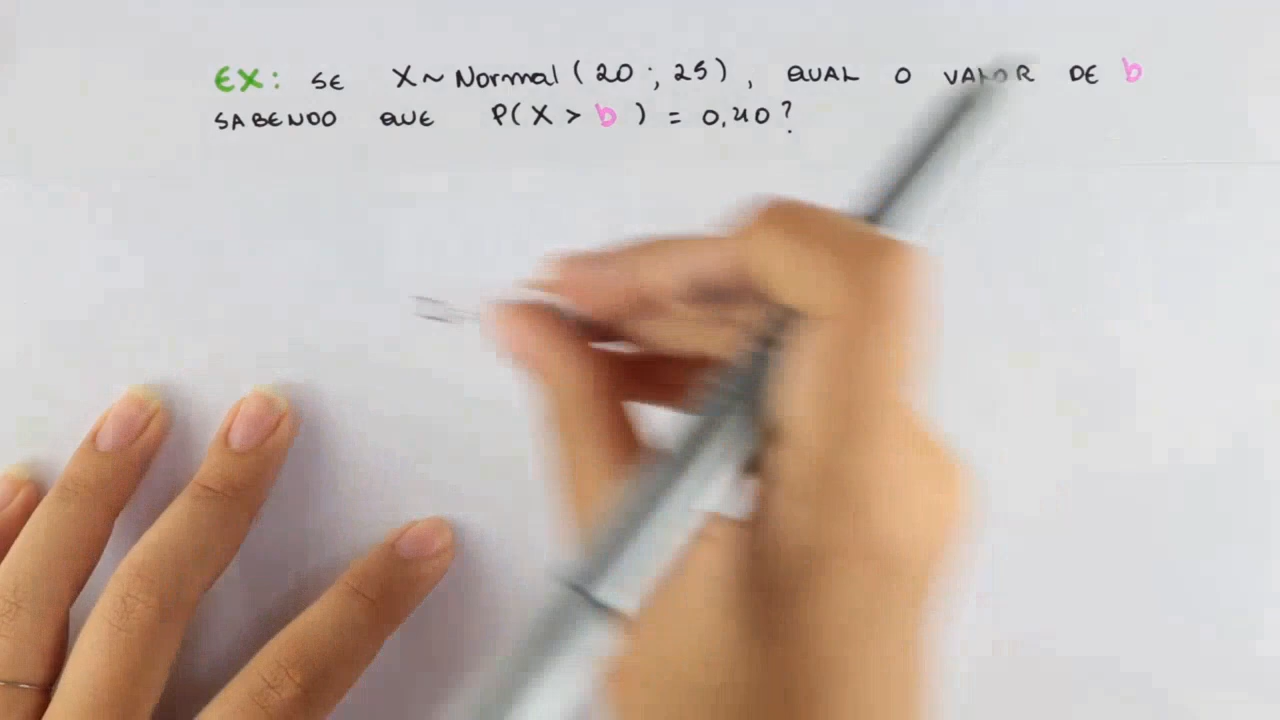 EX: SE X ~ Normal (20 ; 25), QUAL O VALOR DE b
SABENDO QUE P(X > b) = 0,40?